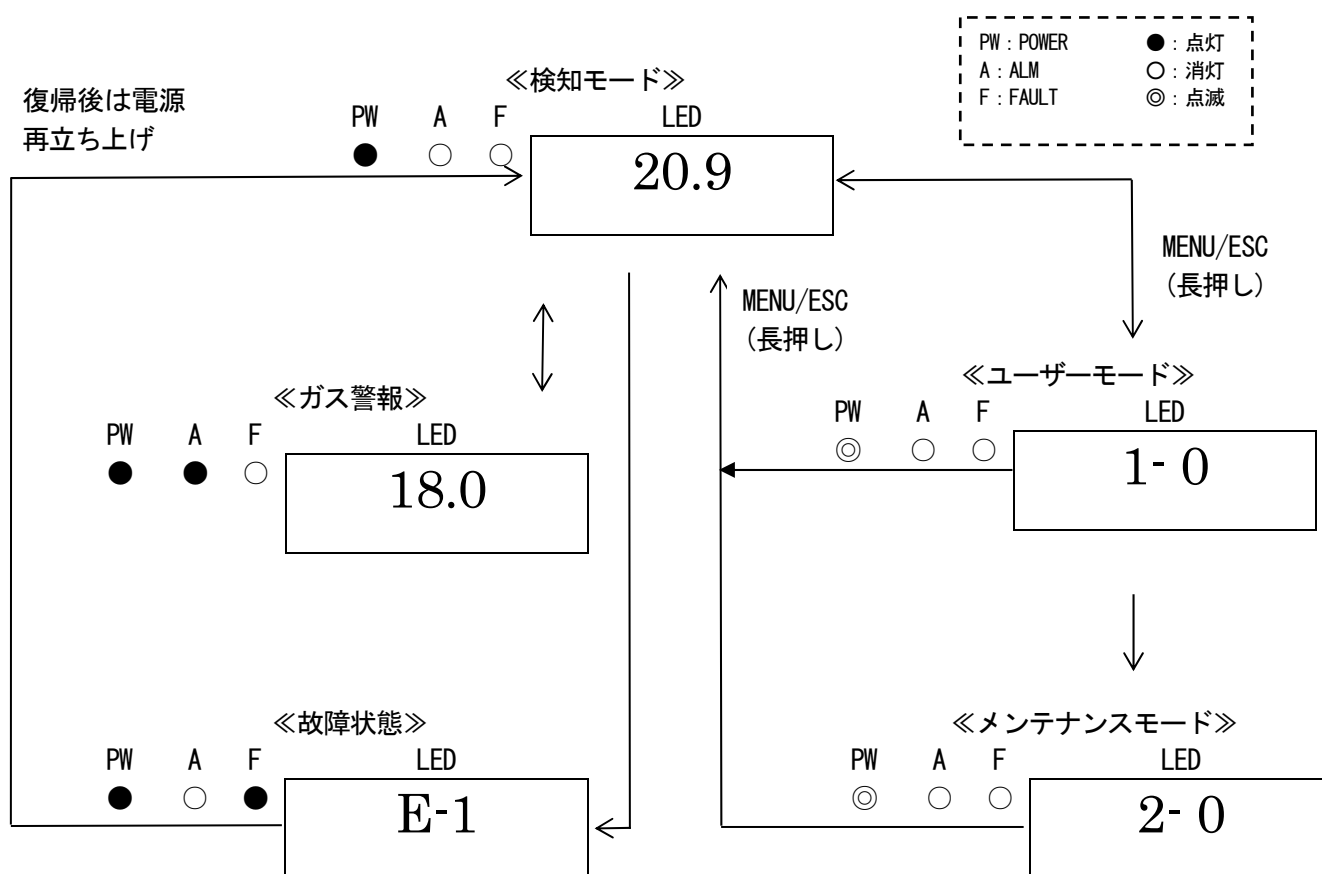 PW：POWER ●：点灯
A：ALM ○：消灯
F：FAULT ◎：点滅
≪検知モード≫
復帰後は電源
再立ち上げ
PW A F LED
● ○ ○
20.9
MENU/ESC
（長押し）
MENU/ESC
（長押し）
≪ユーザーモード≫
PW A F LED
◎ ○ ○
1- 0
≪ガス警報≫
PW A F LED
● ● ○
18.0
≪故障状態≫
PW A F LED
● ○ ●
E-1
≪メンテナンスモード≫
PW A F LED
◎ ○ ○
2- 0